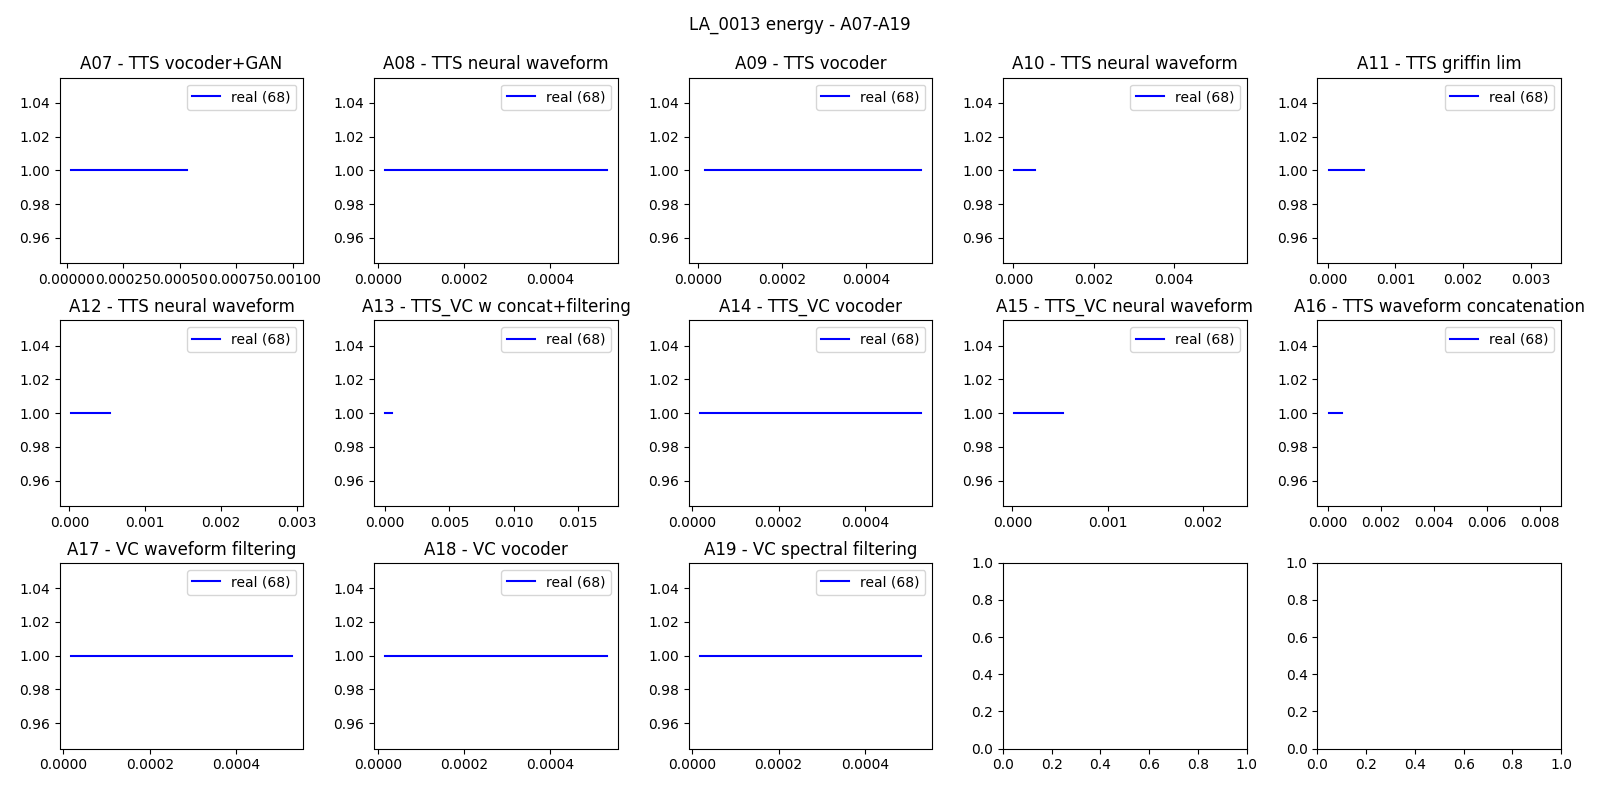 LA_0013 energy - A07-A19
A07 - TTS vocoder+GAN
A08 - TTS neural waveform
A09 - TTS vocoder
A10 - TTS neural waveform
A11 - TTS griffin lim
1.04 real (68) 1.04 real (68) 1.04 real (68) 1.04 real (68) 1.04 real (68)
1.02 1.02 1.02 1.02 1.02
1.00 1.00 1.00 1.00 1.00
0.98 0.98 0.98 0.98 0.98
0.96 0.96 0.96 0.96 0.96
0.00000 0.00025 0.00050 0.00075 0.00100 0.0000 0.0002 0.0004 0.0000 0.0002 0.0004 0.000 0.002 0.004 0.000 0.001 0.002 0.003
A12 - TTS neural waveform
A13 - TTS_VC w concat+filtering
A14 - TTS_VC vocoder
A15 - TTS_VC neural waveform
A16 - TTS waveform concatenation
1.04 real (68) 1.04 real (68) 1.04 real (68) 1.04 real (68) 1.04 real (68)
1.02 1.02 1.02 1.02 1.02
1.00 1.00 1.00 1.00 1.00
0.98 0.98 0.98 0.98 0.98
0.96 0.96 0.96 0.96 0.96
0.000 0.001 0.002 0.003 0.000 0.005 0.010 0.015 0.0000 0.0002 0.0004 0.000 0.001 0.002 0.000 0.002 0.004 0.006 0.008
A17 - VC waveform filtering
A18 - VC vocoder
A19 - VC spectral filtering
1.04 real (68) 1.04 real (68) 1.04 real (68)
1.02 1.02 1.02
1.00 1.00 1.00
0.98 0.98 0.98
0.96 0.96 0.96
0.0000 0.0002 0.0004 0.0000 0.0002 0.0004 0.0000 0.0002 0.0004
1.0 1.0
0.8 0.8
0.6 0.6
0.4 0.4
0.2 0.2
0.0 0.0
0.0 0.2 0.4 0.6 0.8 1.0 0.0 0.2 0.4 0.6 0.8 1.0